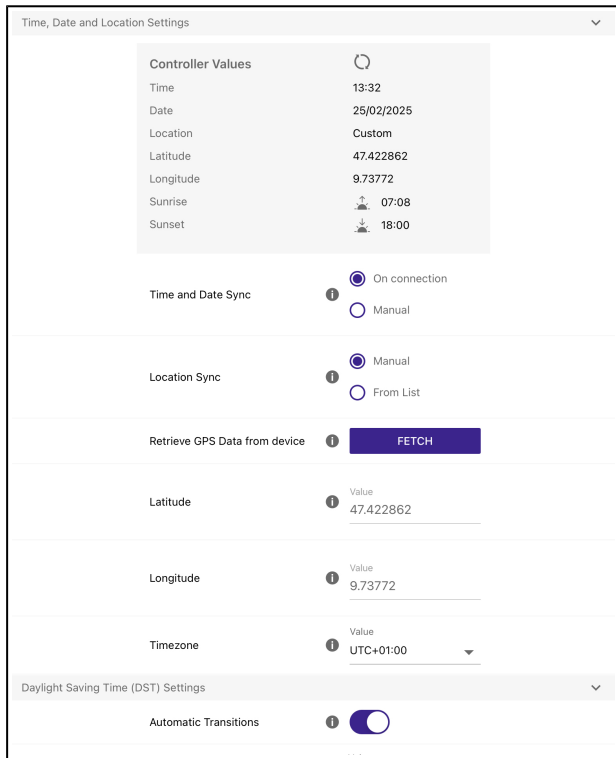 Time, Date and Location Settings
Controller Values
Time 13:32
Date 25/02/2025
Location Custom
Latitude 47.422862
Longitude 9.73772
Sunrise 07:08
Sunset 18:00
On connection
Time and Date Sync
Manual
Manual
Location Sync
From List
Retrieve GPS Data from device FETCH
Value
Latitude
47.422862
Value
Longitude
9.73772
Value
Timezone
UTC+01:00
Daylight Saving Time (DST) Settings
Automatic Transitions